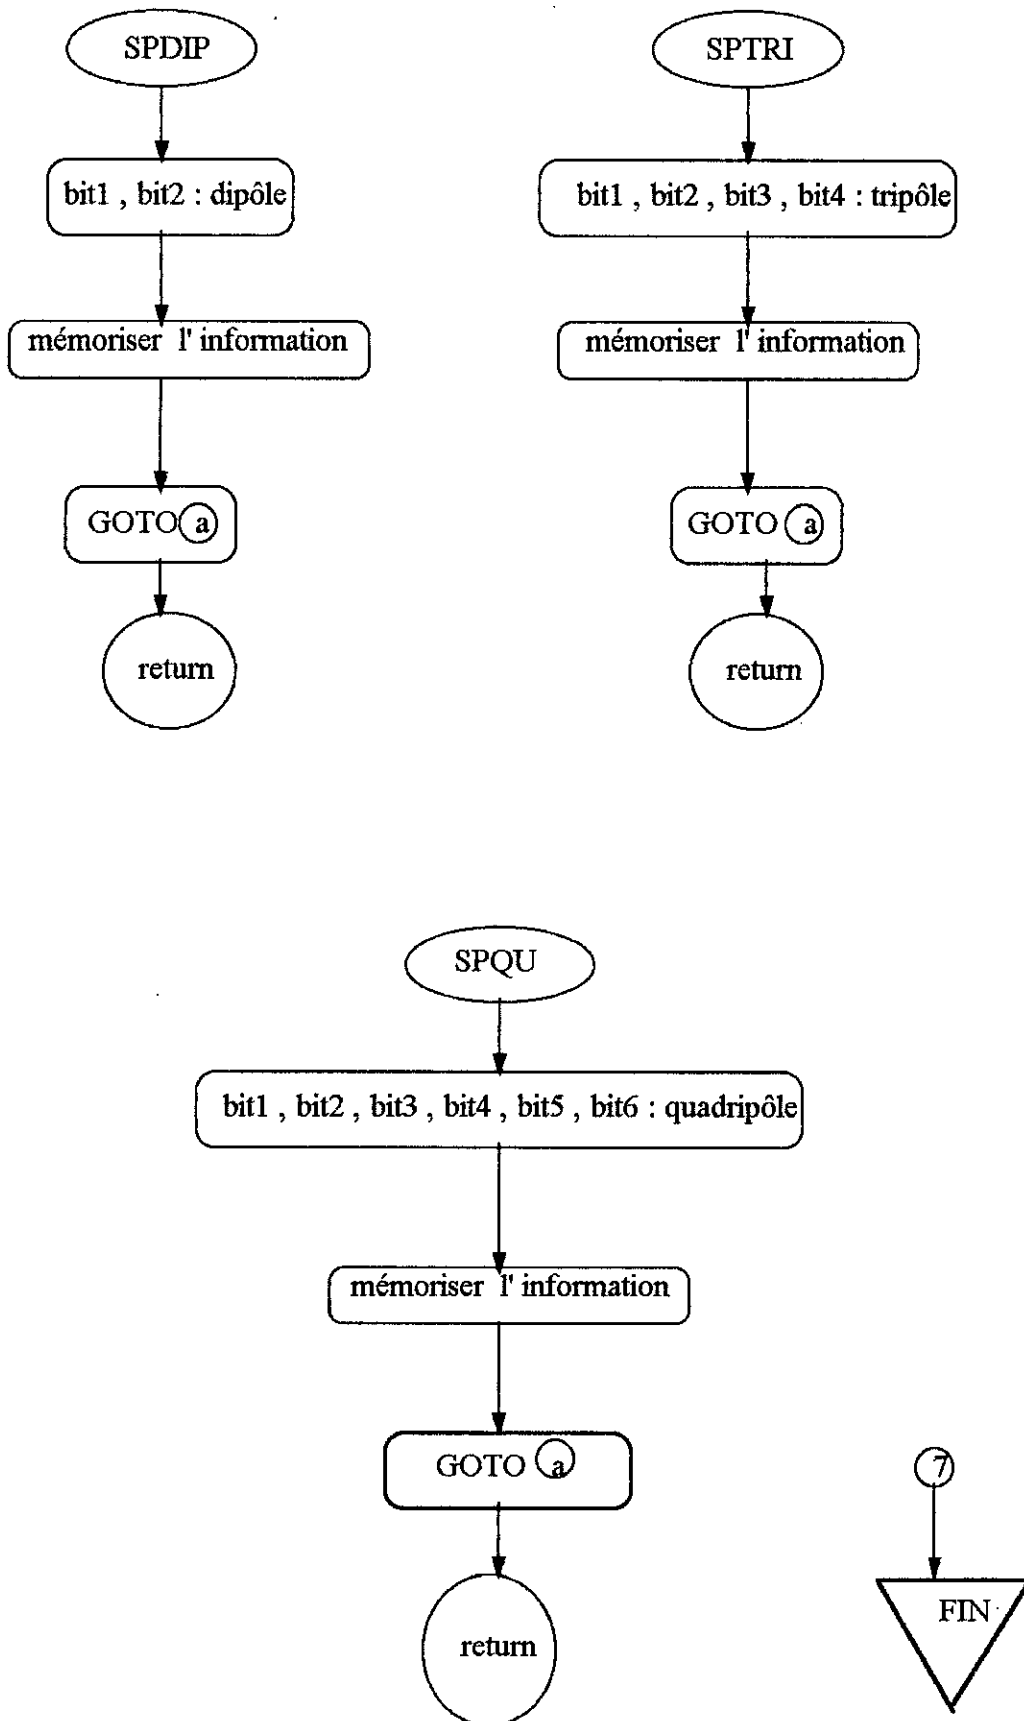 SPDIP
bit1 , bit2 : dipôle
mémoriser l' information
GOTO a
return
SPTRI
bit1 , bit2 , bit3 , bit4 : tripôle
mémoriser l' information
GOTO a
return
SPQU
bit1 , bit2 , bit3 , bit4 , bit5 , bit6 : quadripôle
mémoriser l' information
GOTO a
return
7
FIN